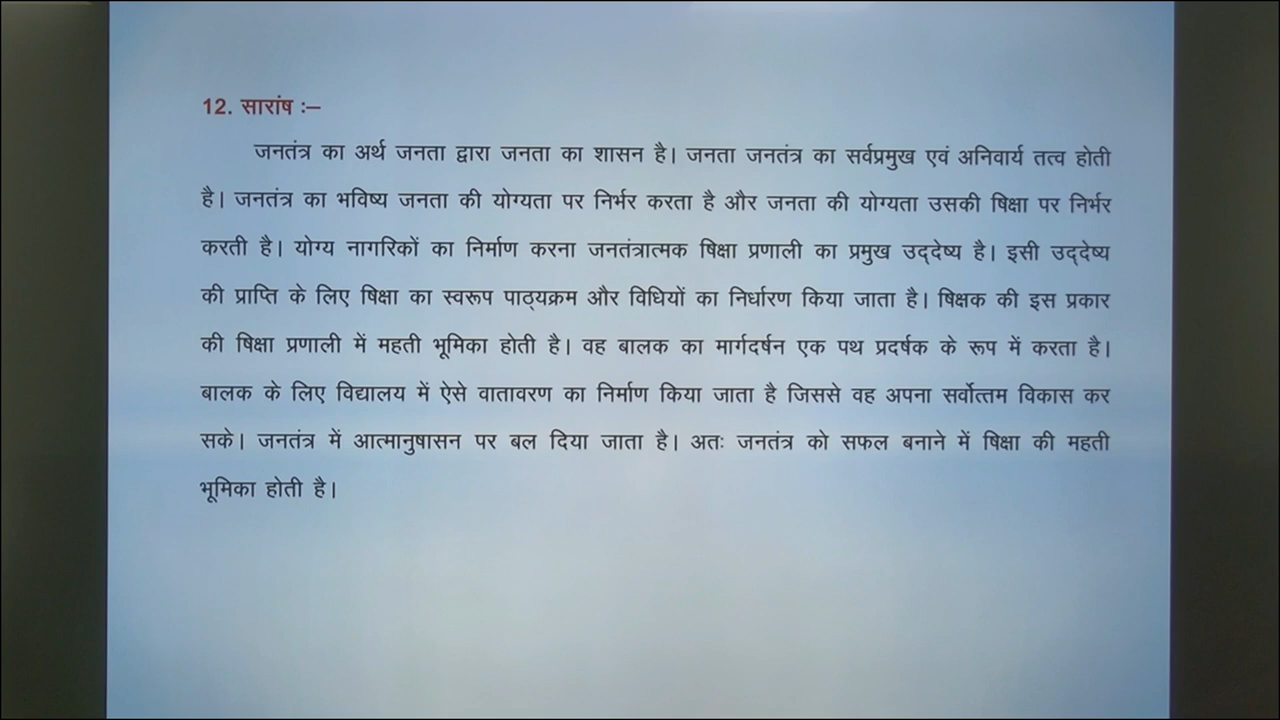 12. सारांष :–
जनतंत्र का अर्थ जनता द्वारा जनता का शासन है। जनता जनतंत्र का सर्वप्रमुख एवं अनिवार्य तत्व होती
है। जनतंत्र का भविष्य जनता की योग्यता पर निर्भर करता है और जनता की योग्यता उसकी षिक्षा पर निर्भर
करती है। योग्य नागरिकों का निर्माण करना जनतंत्रात्मक षिक्षा प्रणाली का प्रमुख उद्देष्य है। इसी उद्देष्य
की प्राप्ति के लिए षिक्षा का स्वरूप पाठ्यक्रम और विधियों का निर्धारण किया जाता है। षिक्षक की इस प्रकार
की षिक्षा प्रणाली में महती भूमिका होती है। वह बालक का मार्गदर्षन एक पथ प्रदर्षक के रूप में करता है।
बालक के लिए विद्यालय में ऐसे वातावरण का निर्माण किया जाता है जिससे वह अपना सर्वोत्तम विकास कर
सके। जनतंत्र में आत्मानुषासन पर बल दिया जाता है। अतः जनतंत्र को सफल बनाने में षिक्षा की महती
भूमिका होती है।